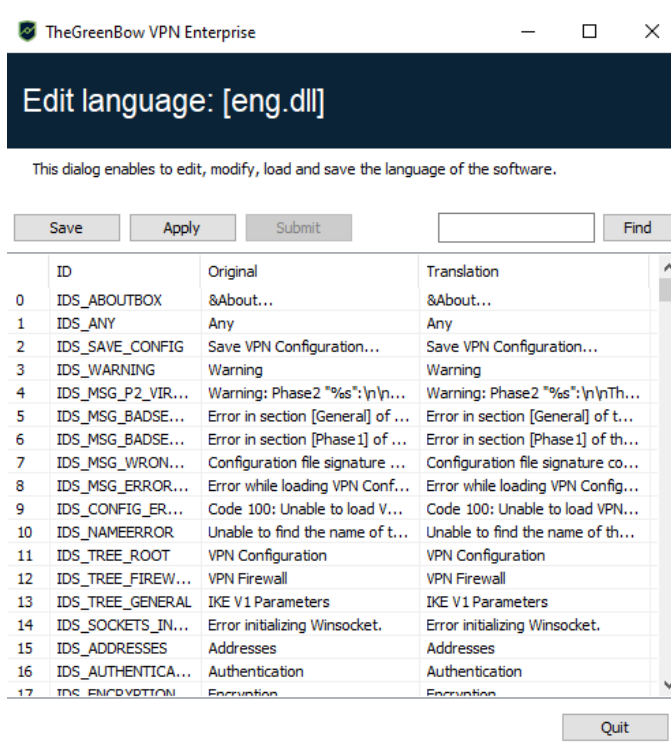 TheGreenBow VPN Enterprise
Edit language: [eng.dll]
This dialog enables to edit, modify, load and save the language of the software.
Save Apply Submit Find
ID Original Translation
0 IDS_ABOUTBOX &About... &About...
1 IDS_ANY Any Any
2 IDS_SAVE_CONFIG Save VPN Configuration... Save VPN Configuration...
3 IDS_WARNING Warning Warning
4 IDS_MSG_P2_VIR... Warning: Phase2 "%s":\n\n... Warning: Phase2 "%s":\n\nTh...
5 IDS_MSG_BADSE... Error in section [General] of ... Error in section [General] of t...
6 IDS_MSG_BADSE... Error in section [Phase1] of ... Error in section [Phase1] of th...
7 IDS_MSG_WRON... Configuration file signature ... Configuration file signature co...
8 IDS_MSG_ERROR... Error while loading VPN Conf... Error while loading VPN Config...
9 IDS_CONFIG_ER... Code 100: Unable to load V... Code 100: Unable to load VPN...
10 IDS_NAMEERROR Unable to find the name of t... Unable to find the name of th...
11 IDS_TREE_ROOT VPN Configuration VPN Configuration
12 IDS_TREE_FIREW... VPN Firewall VPN Firewall
13 IDS_TREE_GENERAL IKE V1 Parameters IKE V1 Parameters
14 IDS_SOCKETS_IN... Error initializing Winsocket. Error initializing Winsocket.
15 IDS_ADDRESSES Addresses Addresses
16 IDS_AUTHENTICA... Authentication Authentication
17 IDS_ENCRYPTION Encryption Encryption
Quit